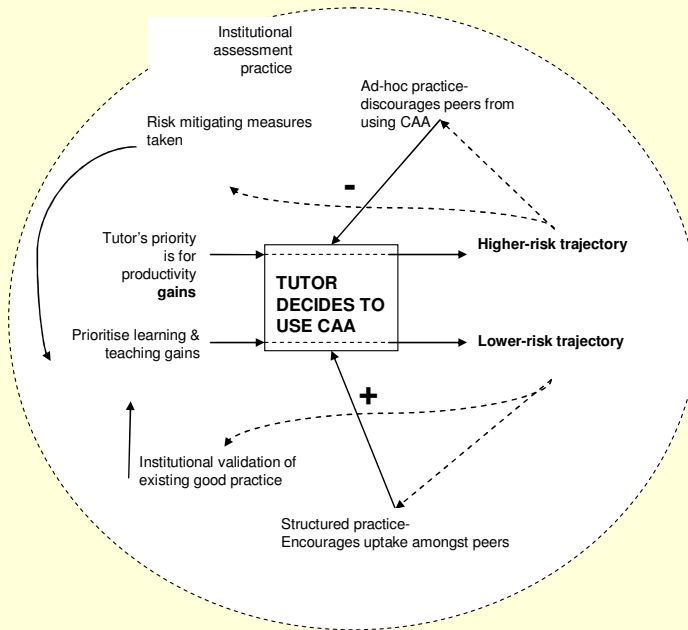 Institutional
assessment
practice
Ad-hoc practice-
discourages peers from
using CAA
Risk mitigating measures
taken
-
Tutor's priority
is for
productivity
gains
Higher-risk trajectory
TUTOR
DECIDES TO
USE CAA
Prioritise learning &
teaching gains
Lower-risk trajectory
+
Institutional validation of
existing good practice
Structured practice-
Encourages uptake amongst peers